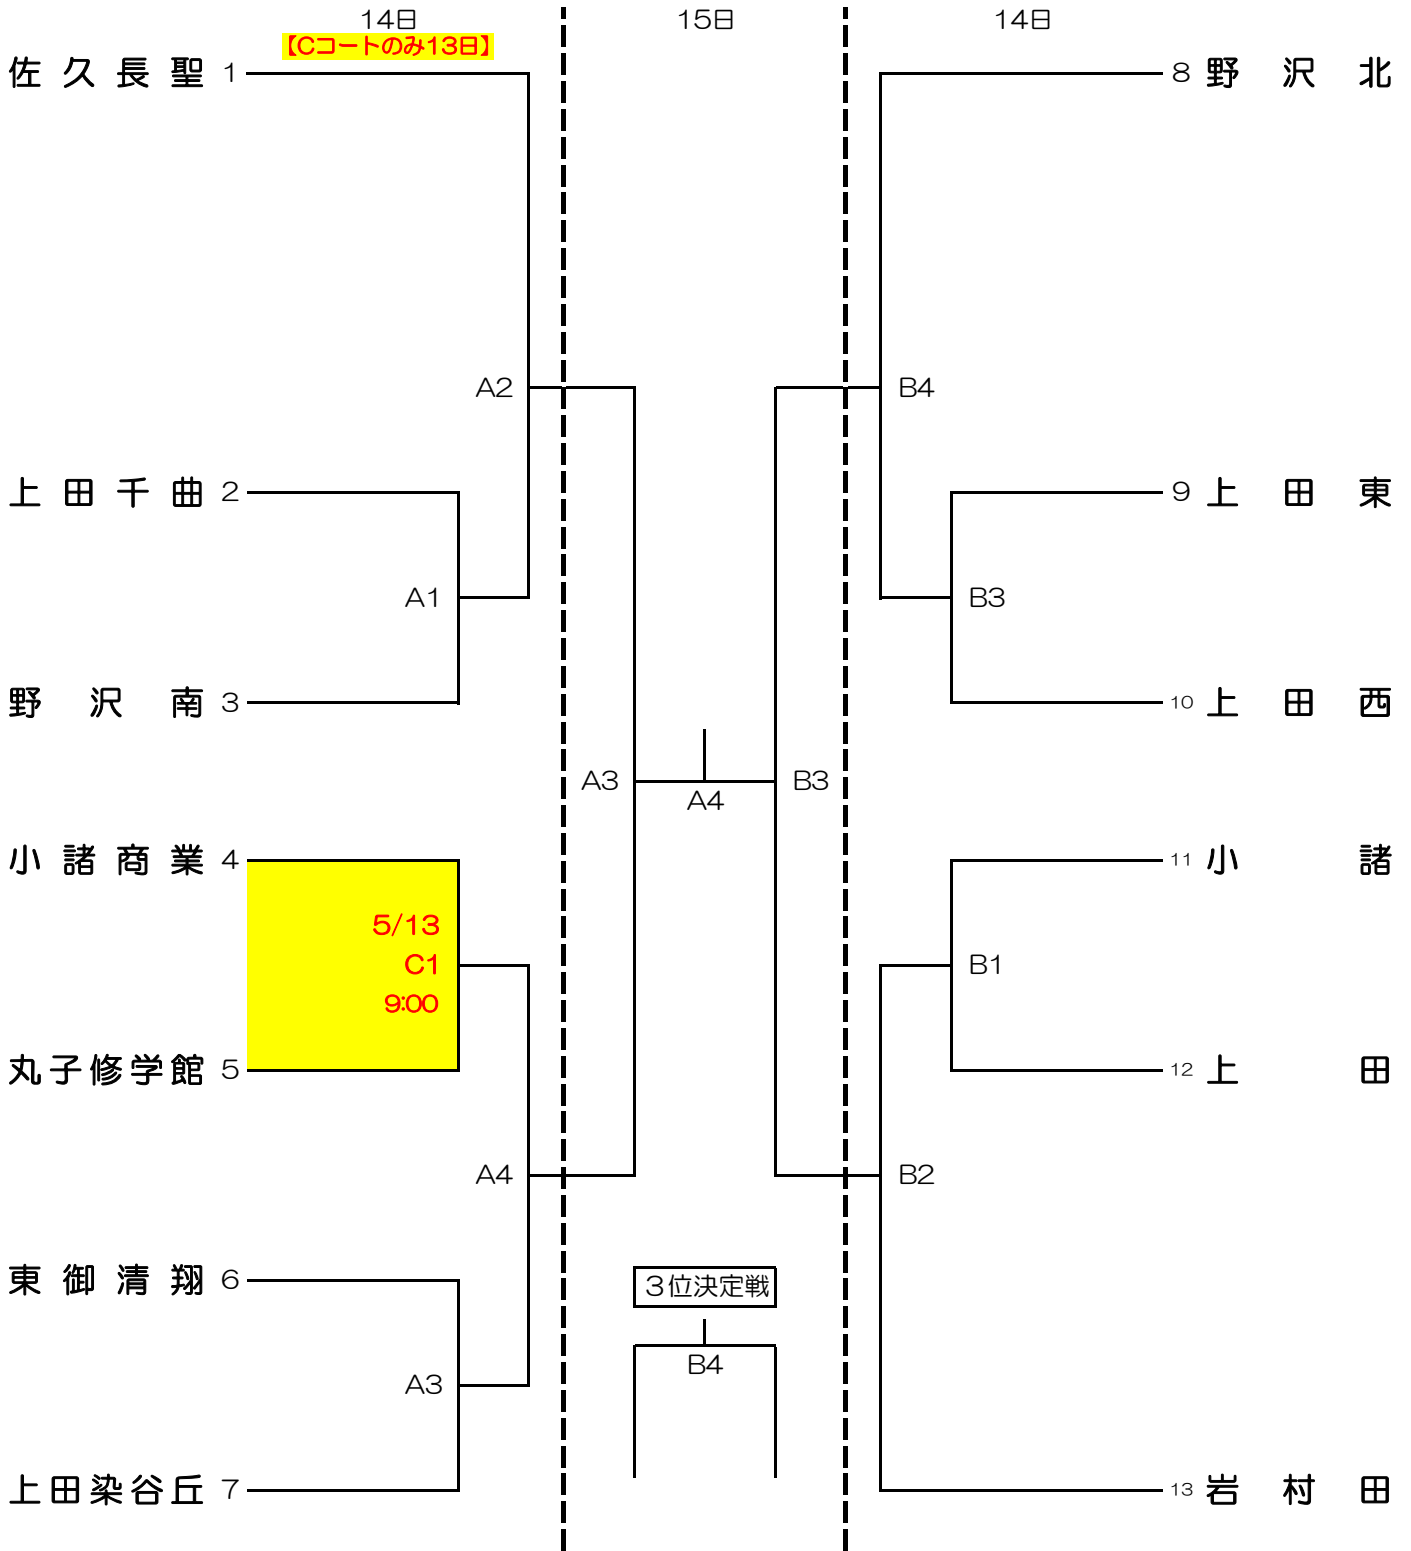 14日 15日 14日
【Cコートのみ13日】
佐久長聖 1 8 野沢北
A2 B4
上田千曲 2 9 上田東
A1 B3
野沢南 3 10 上田西
A3 B3
A4
小諸商業 4 11 小諸
5/13
C1 B1
9:00
丸子修学館 5 12 上田
A4 B2
東御清翔 6
3位決定戦
B4
A3
上田染谷丘 7 13 岩村田